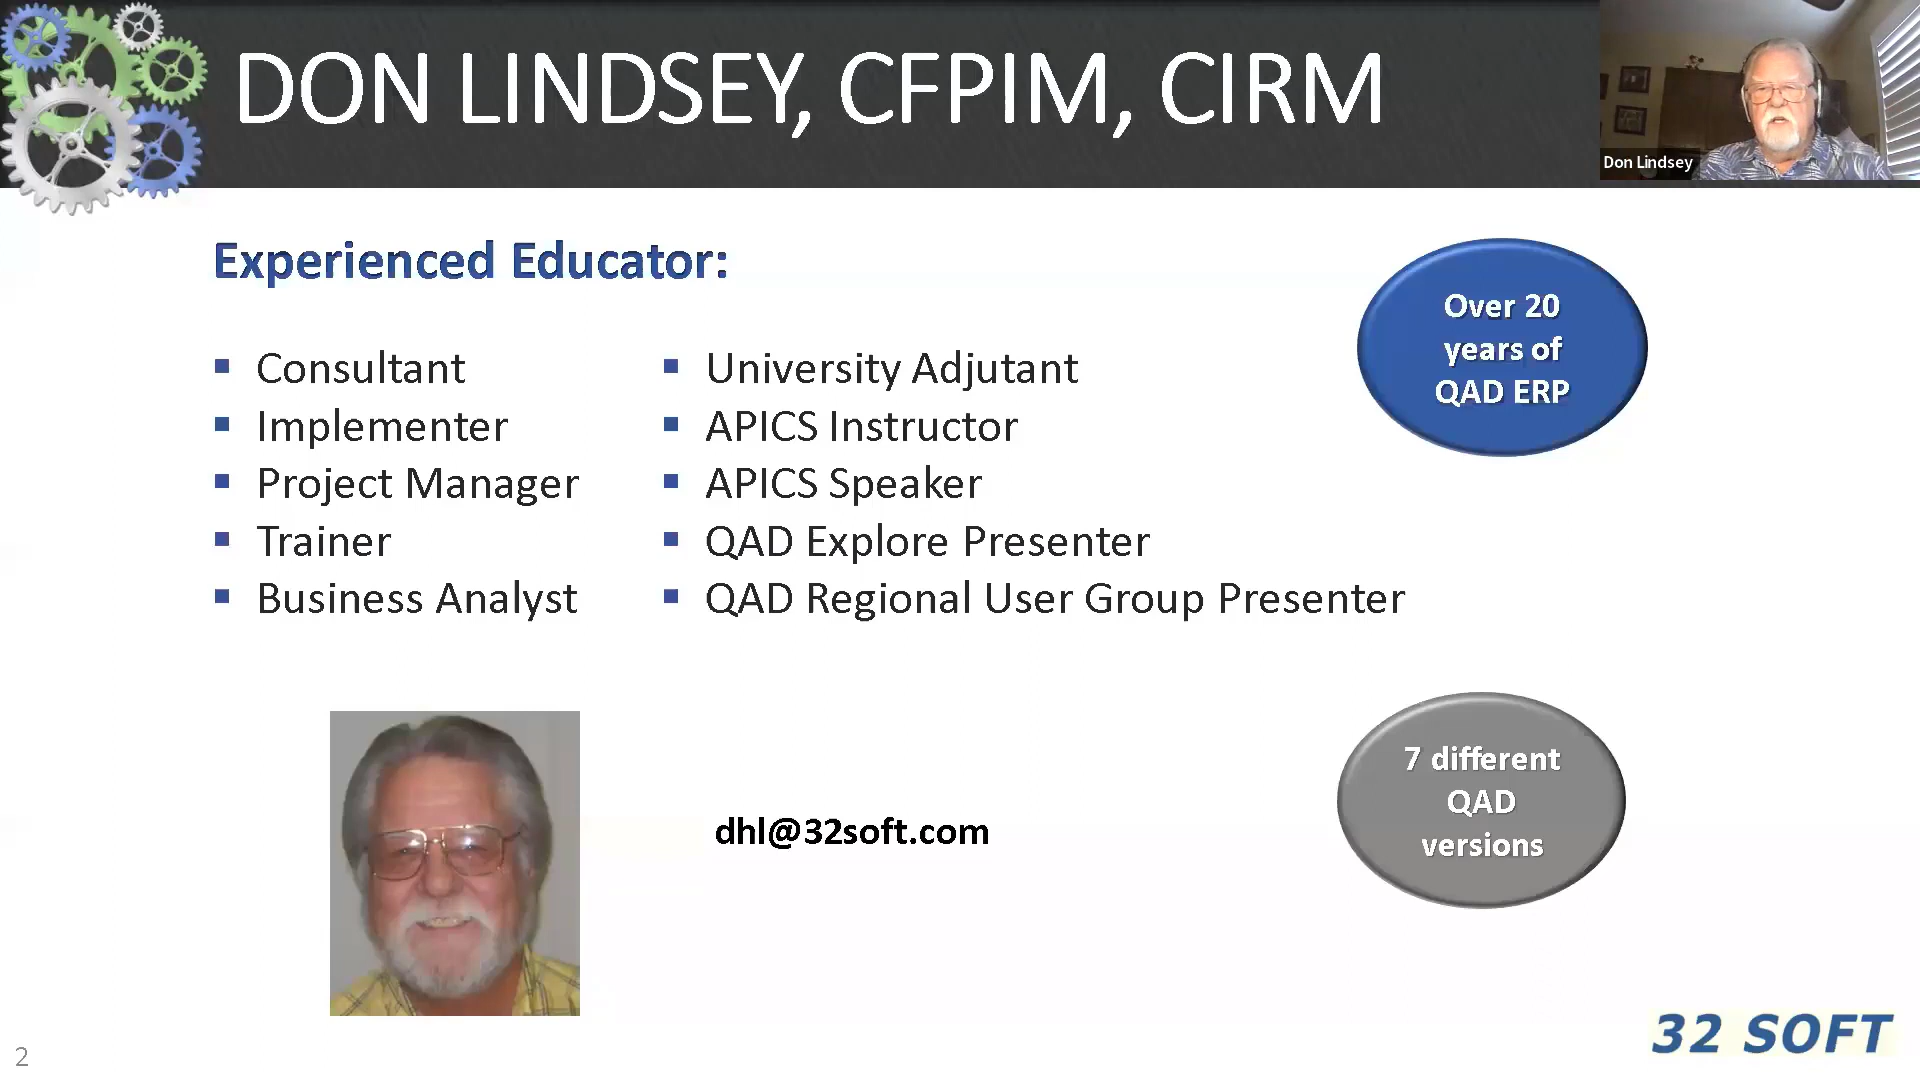 DON LINDSEY, CFPIM, CIRM
Don Lindsey
Experienced Educator:
Consultant
Implementer
Project Manager
Trainer
Business Analyst
University Adjutant
APICS Instructor
APICS Speaker
QAD Explore Presenter
QAD Regional User Group Presenter
Over 20
years of
QAD ERP
dhl@32soft.com
7 different
QAD
versions
32 SOFT
2